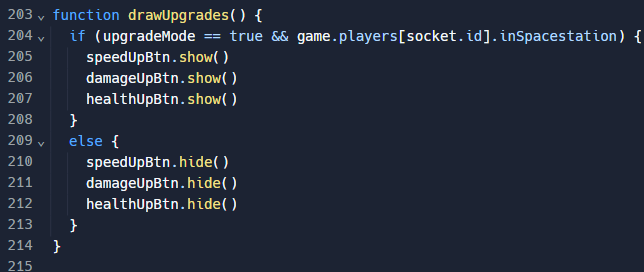 203 function drawUpgrades() {
204 if (upgradeMode == true && game.players[socket.id].inSpacestation) {
205 speedUpBtn.show()
206 damageUpBtn.show()
207 healthUpBtn.show()
208 }
209 else {
210 speedUpBtn.hide()
211 damageUpBtn.hide()
212 healthUpBtn.hide()
213 }
214 }
215